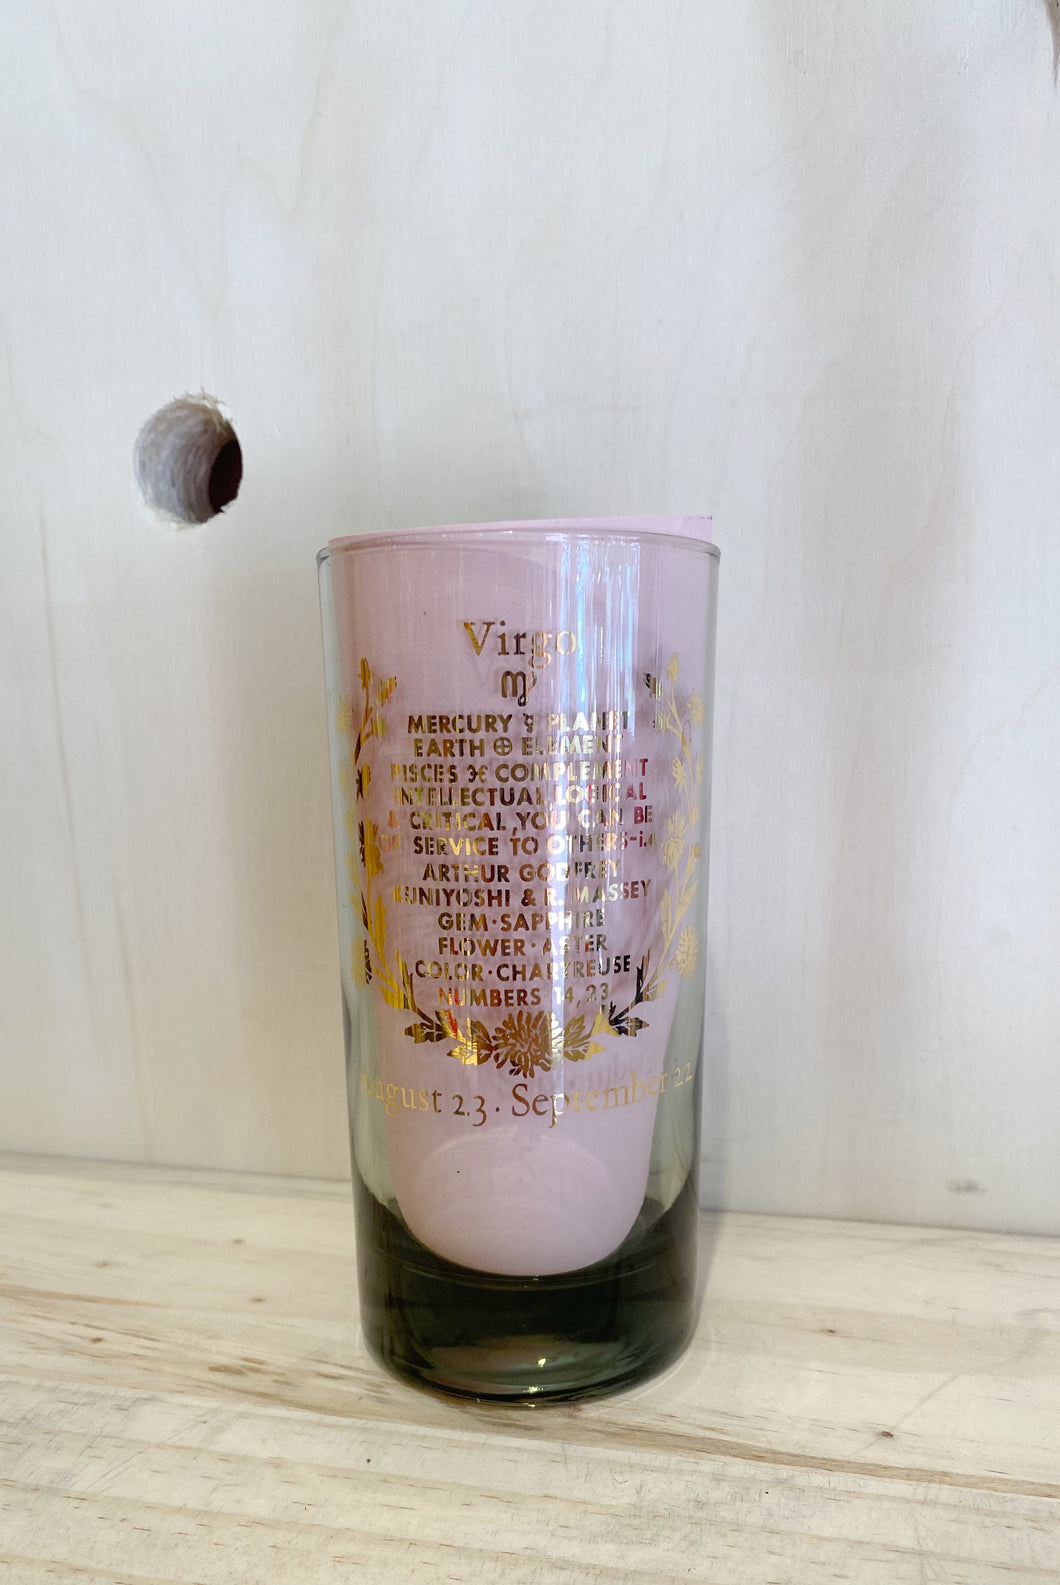 Virgo
♍
MERCURY ☿ PLANET
EARTH ⊕ ELEMENT
PISCES ♓ COMPLEMENT
INTELLECTUAL, LOGICAL
& CRITICAL, YOU CAN BE
OF SERVICE TO OTHERS-i.e.
ARTHUR GODFREY
KUNIYOSHI & R. MASSEY
GEM·SAPPHIRE
FLOWER·ASTER
COLOR·CHARTREUSE
NUMBERS 14,23
August 23·September 22